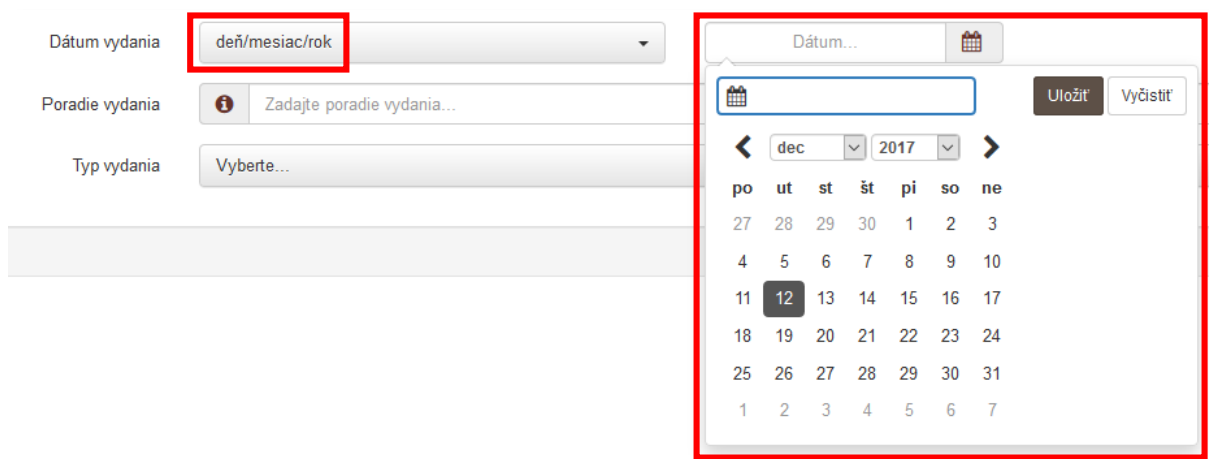 Dátum vydania deň/mesiac/rok Dátum...
Poradie vydania Zadajte poradie vydania...
Typ vydania Vyberte...
Uložiť Vyčistiť
dec 2017
po ut st št pi so ne
27 28 29 30 1 2 3
4 5 6 7 8 9 10
11 12 13 14 15 16 17
18 19 20 21 22 23 24
25 26 27 28 29 30 31
1 2 3 4 5 6 7